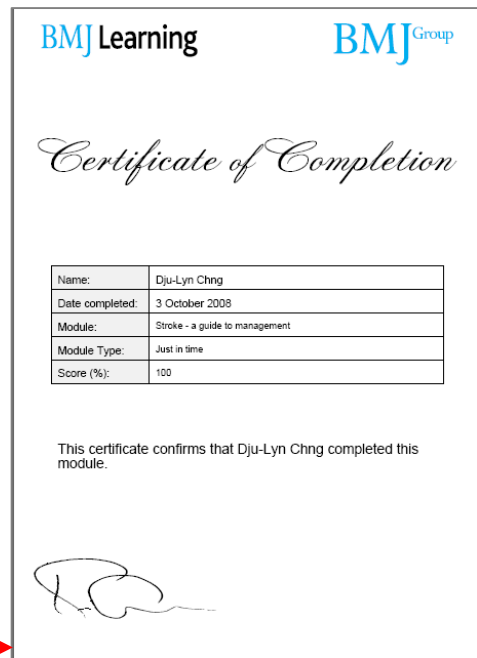 BMJ Learning
BMJ Group
Certificate of Completion
Name: Dju-Lyn Chng
Date completed: 3 October 2008
Module: Stroke - a guide to management
Module Type: Just in time
Score (%): 100
This certificate confirms that Dju-Lyn Chng completed this
module.